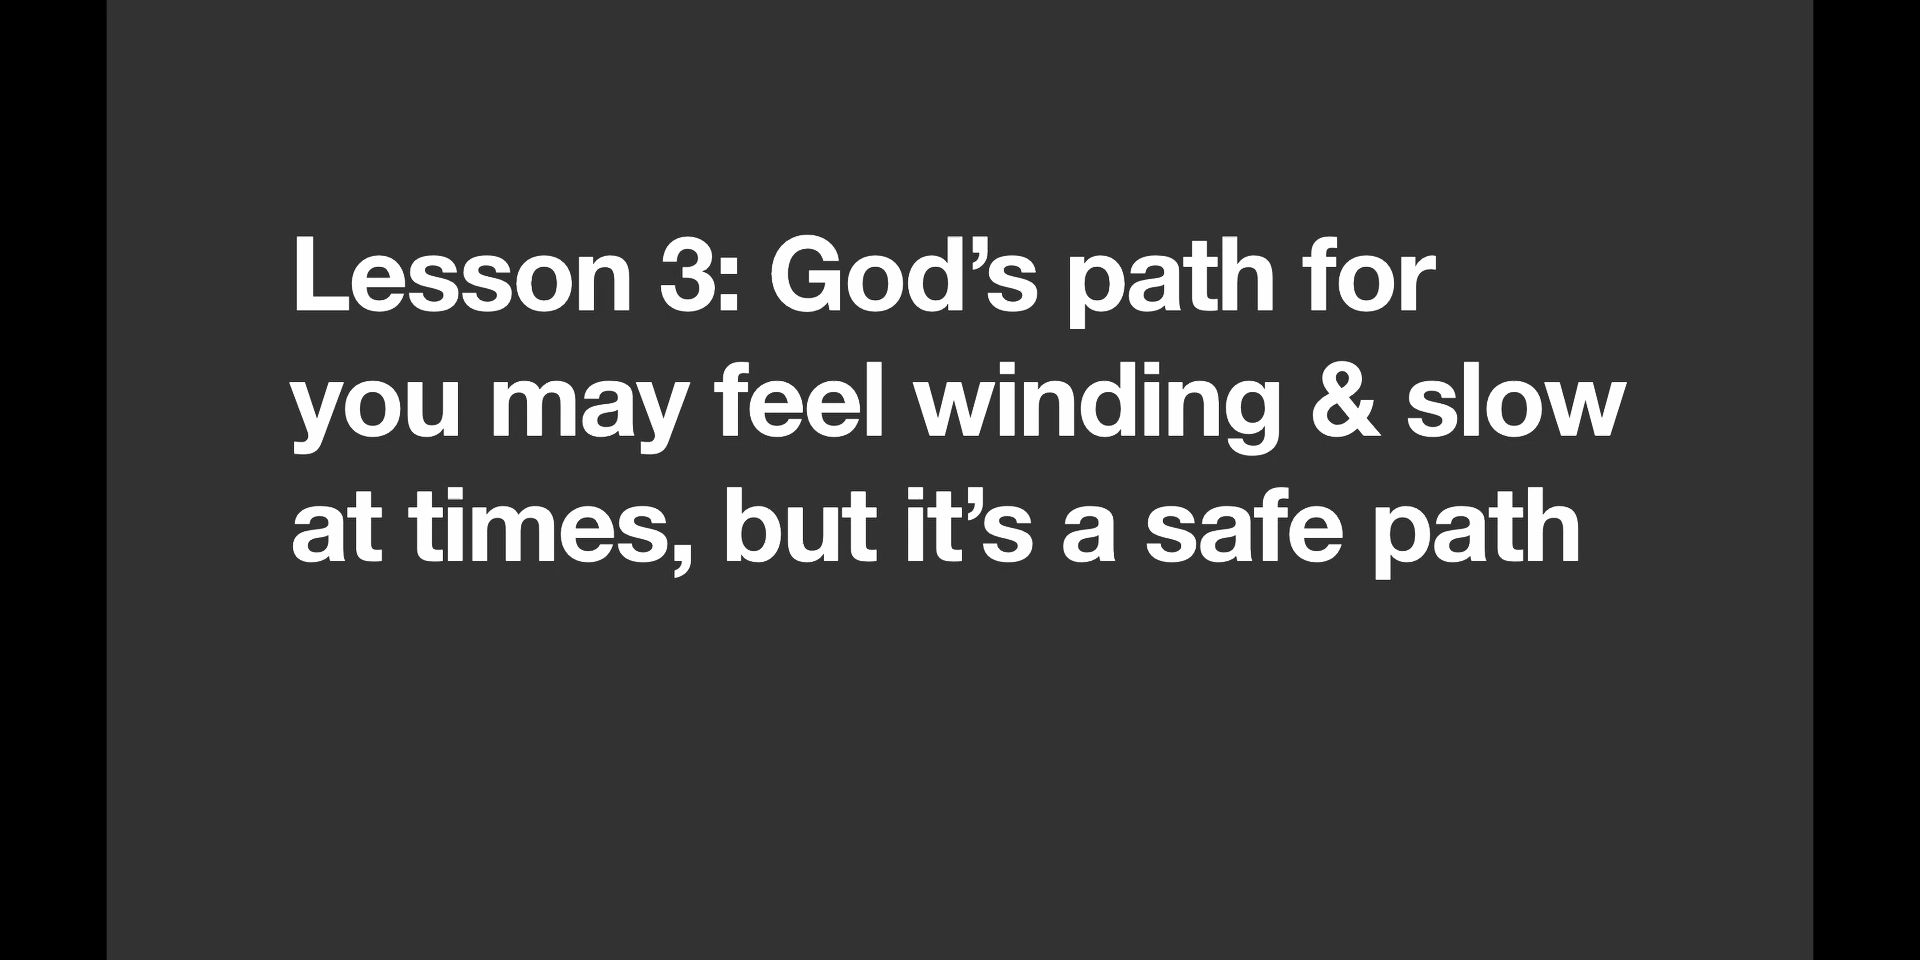 Lesson 3: God’s path for
you may feel winding & slow
at times, but it’s a safe path